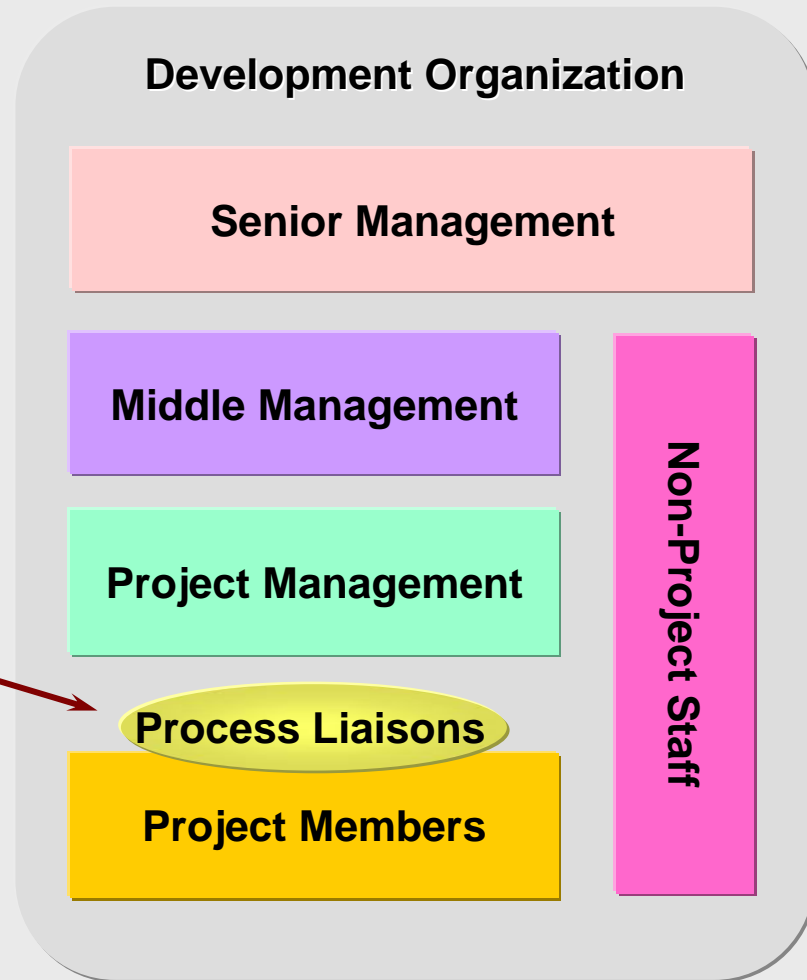 Development Organization
Senior Management
Middle Management
Non-Project Staff
Project Management
Process Liaisons
Project Members